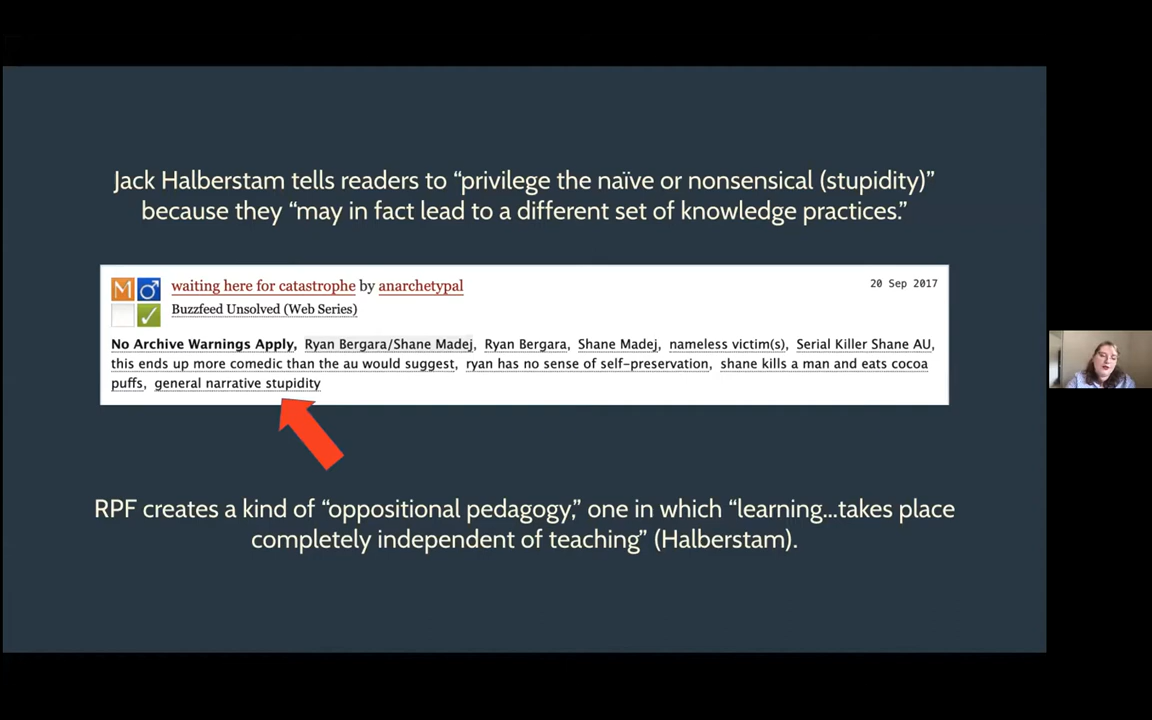 Jack Halberstam tells readers to “privilege the naïve or nonsensical (stupidity)”
because they “may in fact lead to a different set of knowledge practices.”
M waiting here for catastrophe by anarchetypal 20 Sep 2017
Buzzfeed Unsolved (Web Series)
No Archive Warnings Apply, Ryan Bergara/Shane Madej, Ryan Bergara, Shane Madej, nameless victim(s), Serial Killer Shane AU,
this ends up more comedic than the au would suggest, ryan has no sense of self-preservation, shane kills a man and eats cocoa
puffs, general narrative stupidity
RPF creates a kind of “oppositional pedagogy,” one in which “learning...takes place
completely independent of teaching” (Halberstam).